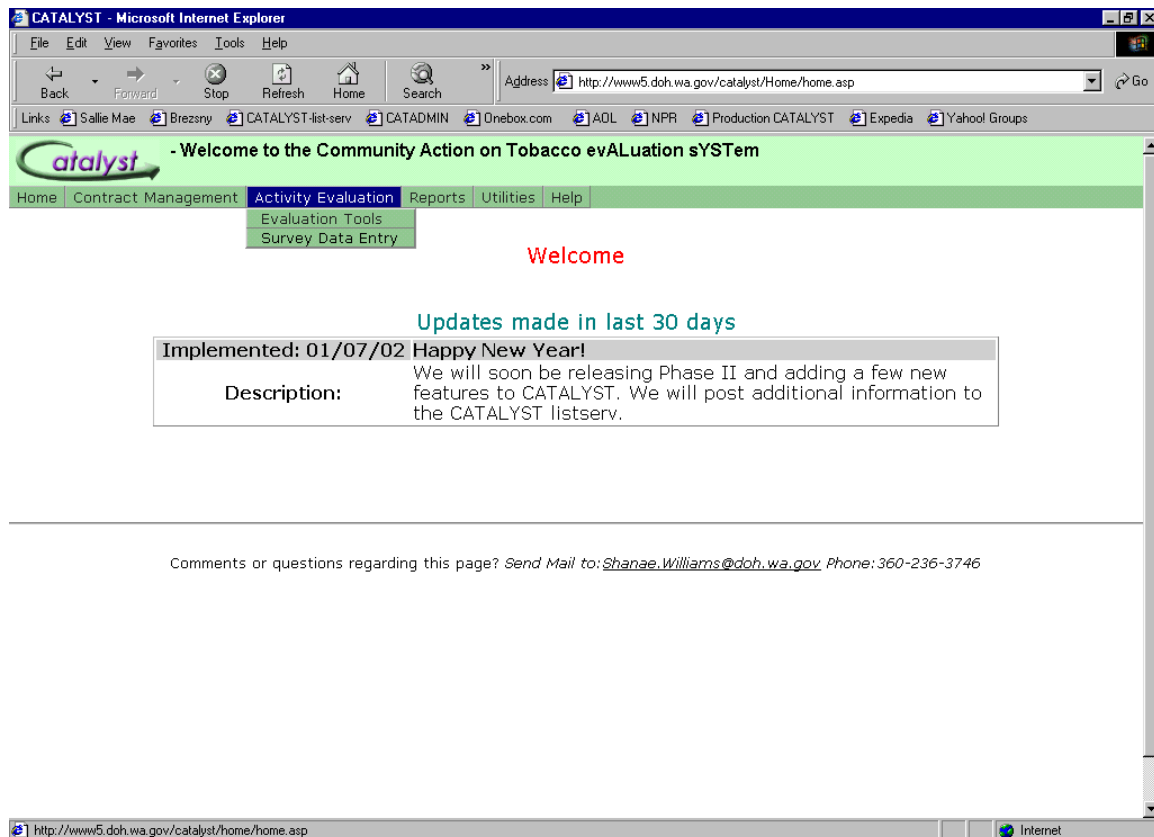 CATALYST - Microsoft Internet Explorer
File Edit View Favorites Tools Help
Back Forward Stop Refresh Home Search » Address http://www5.doh.wa.gov/catalyst/Home/home.asp Go
Links Sallie Mae Brezsny CATALYST-list-serv CATADMIN Onebox.com AOL NPR Production CATALYST Expedia Yahoo! Groups
Catalyst - Welcome to the Community Action on Tobacco evALuation sYSTem
Home Contract Management Activity Evaluation Reports Utilities Help
Evaluation Tools
Survey Data Entry
Welcome
Updates made in last 30 days
Implemented: 01/07/02 Happy New Year!
Description: We will soon be releasing Phase II and adding a few new
features to CATALYST. We will post additional information to
the CATALYST listserv.
Comments or questions regarding this page? Send Mail to:Shanae.Williams@doh.wa.gov Phone:360-236-3746
http://www5.doh.wa.gov/catalyst/home/home.asp Internet